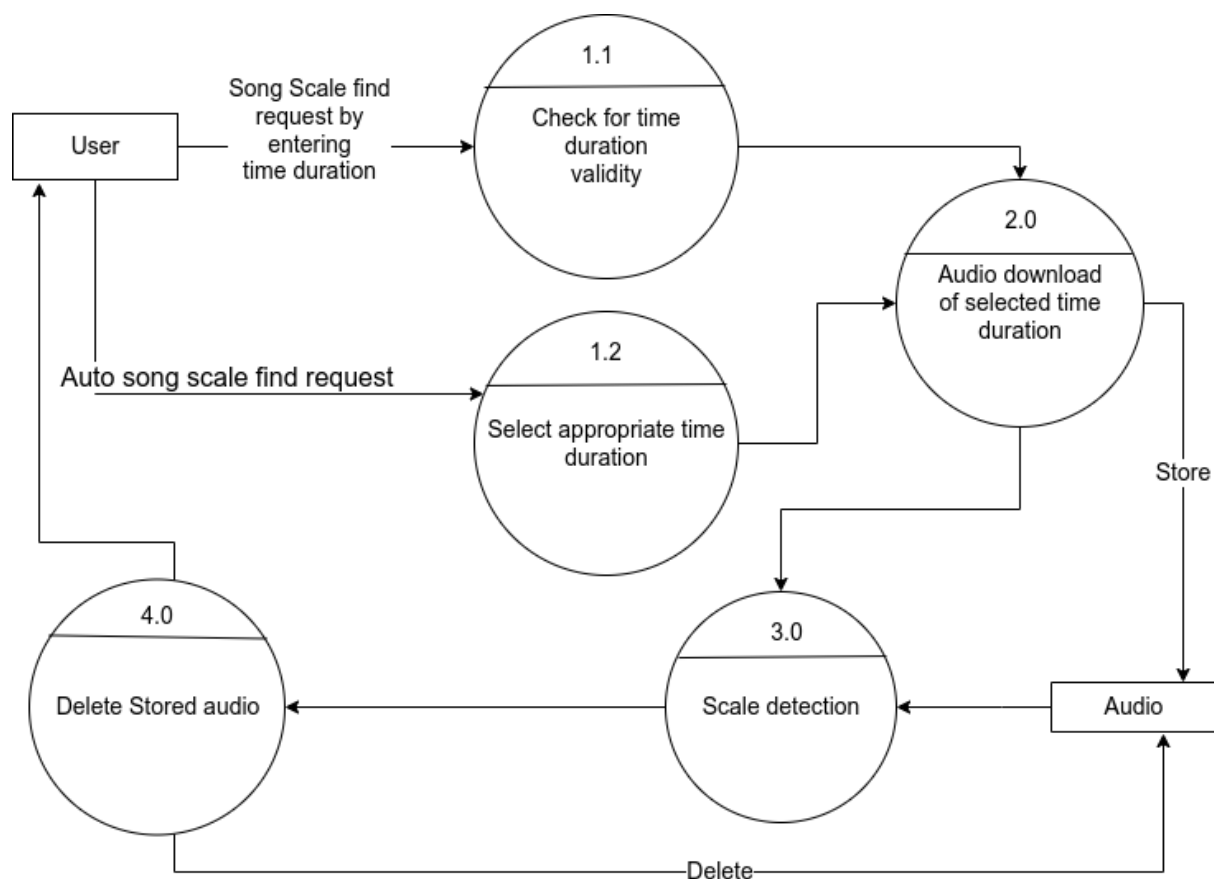 1.1
Song Scale find
request by
entering
time duration
User
Check for time
duration
validity
2.0
Audio download
of selected time
duration
1.2
Auto song scale find request
Select appropriate time
duration
Store
4.0
3.0
Delete Stored audio
Scale detection
Audio
Delete